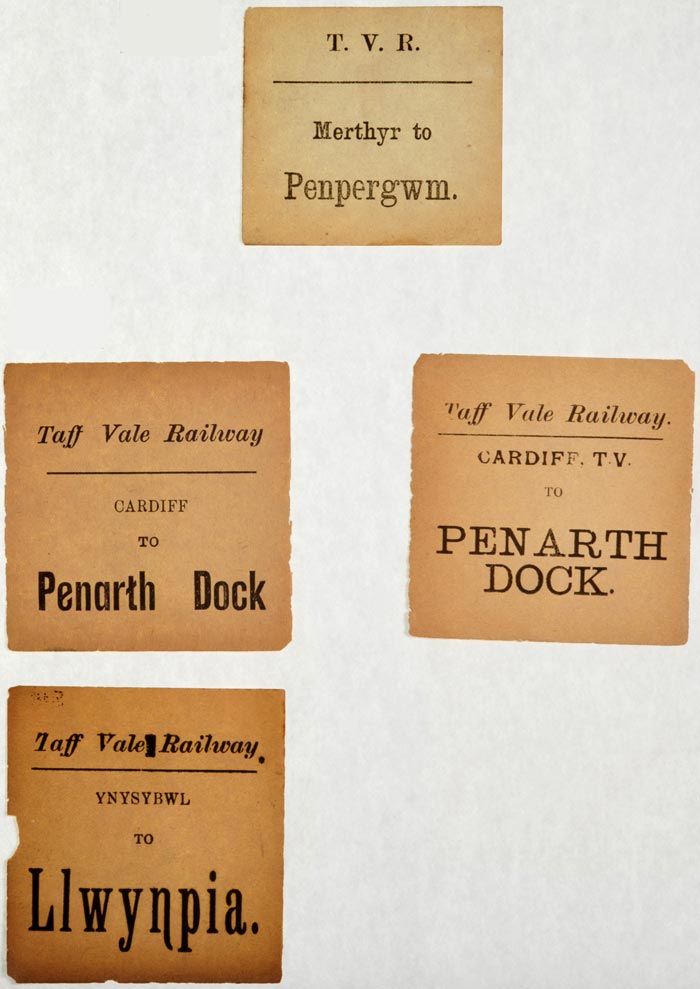 T. V. R.
Merthyr to
Penpergwm.
Taff Vale Railway
CARDIFF
TO
Penarth Dock
Taff Vale Railway.
CARDIFF, T.V.
TO
PENARTH
DOCK.
Taff Vale Railway.
YNYSYBWL
TO
Llwynpia.